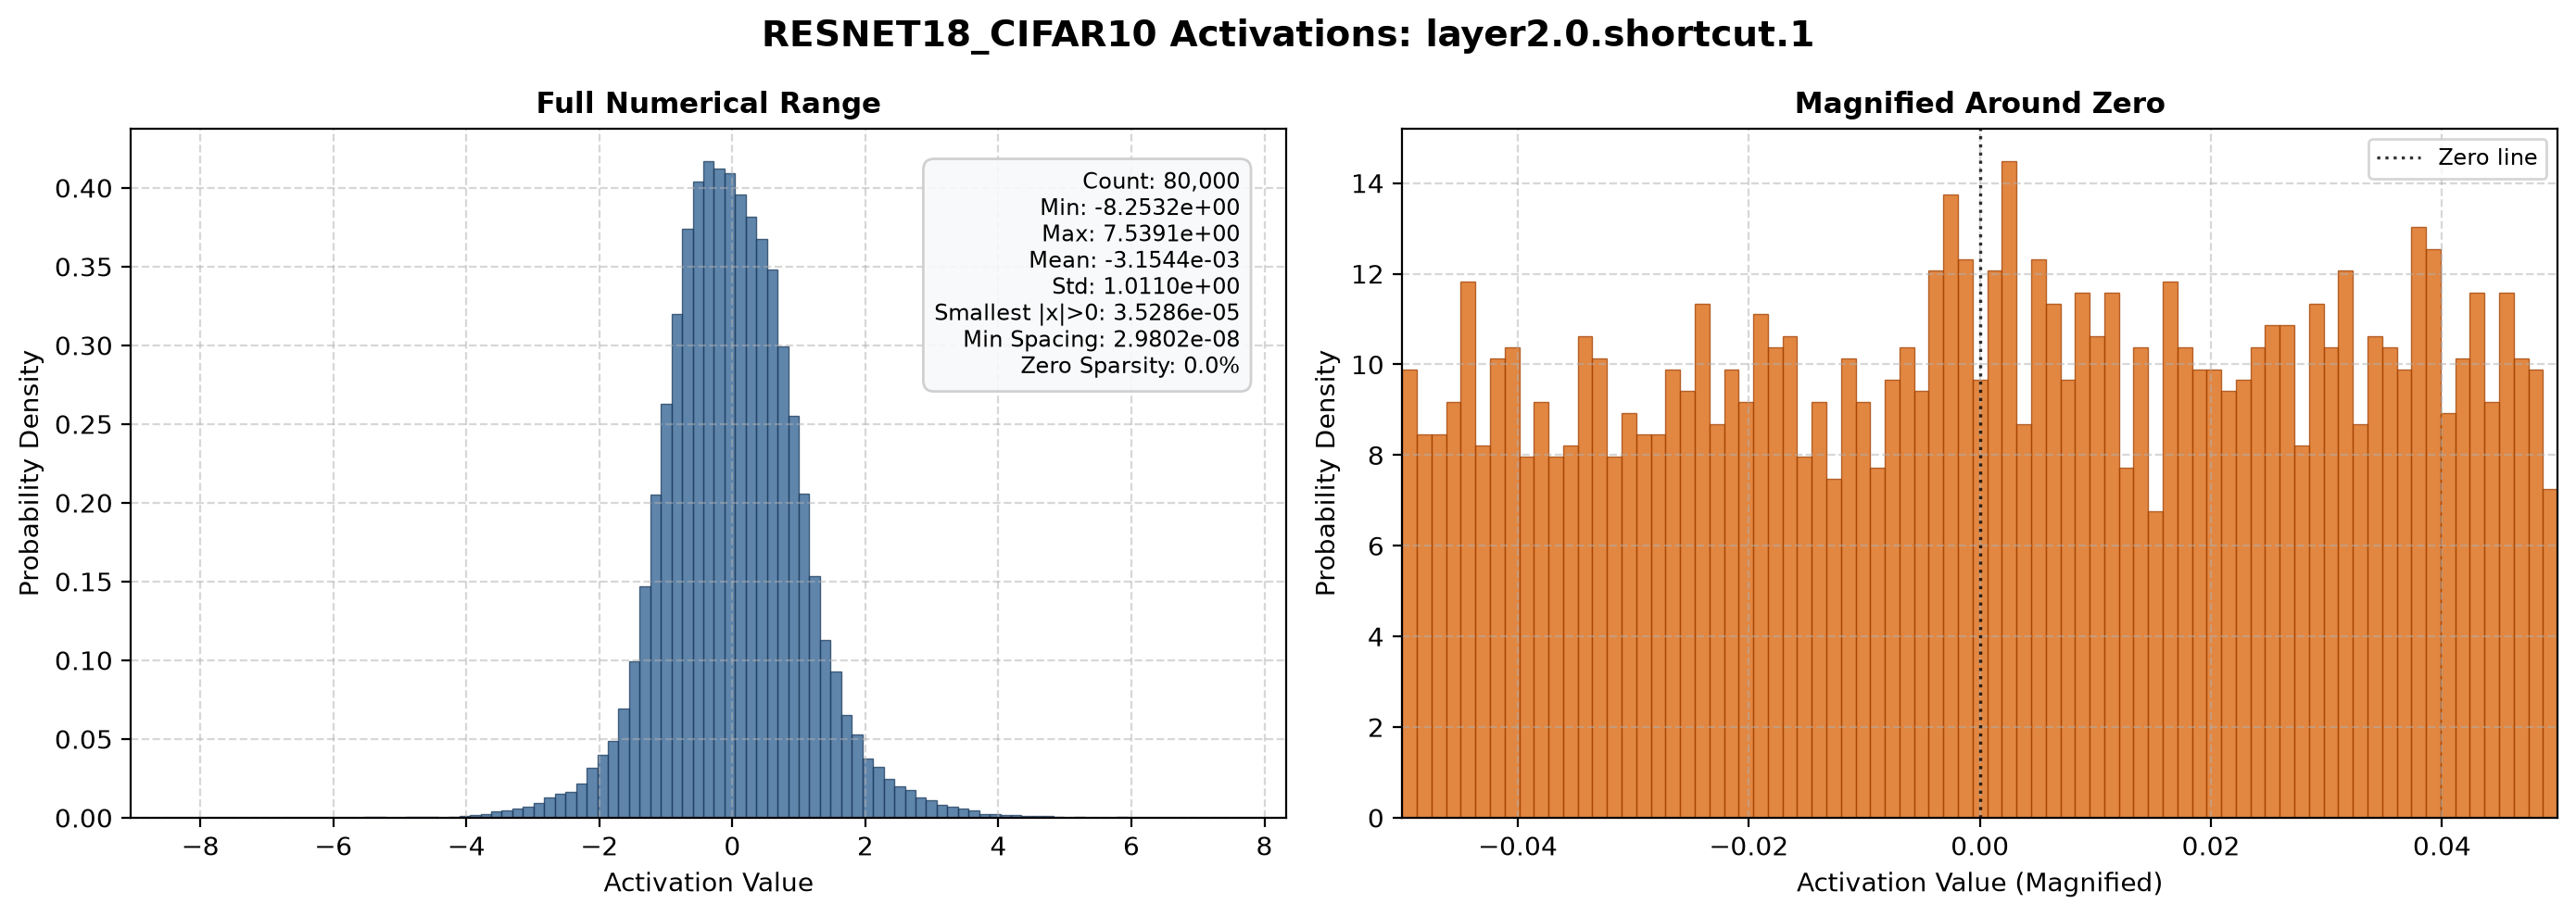 RESNET18_CIFAR10 Activations: layer2.0.shortcut.1
Full Numerical Range
Probability Density
0.40
0.35
0.30
0.25
0.20
0.15
0.10
0.05
0.00
Count: 80,000
Min: -8.2532e+00
Max: 7.5391e+00
Mean: -3.1544e-03
Std: 1.0110e+00
Smallest |x|>0: 3.5286e-05
Min Spacing: 2.9802e-08
Zero Sparsity: 0.0%
−8 −6 −4 −2 0 2 4 6 8
Activation Value
Magnified Around Zero
Probability Density
14
12
10
8
6
4
2
0
Zero line
−0.04 −0.02 0.00 0.02 0.04
Activation Value (Magnified)